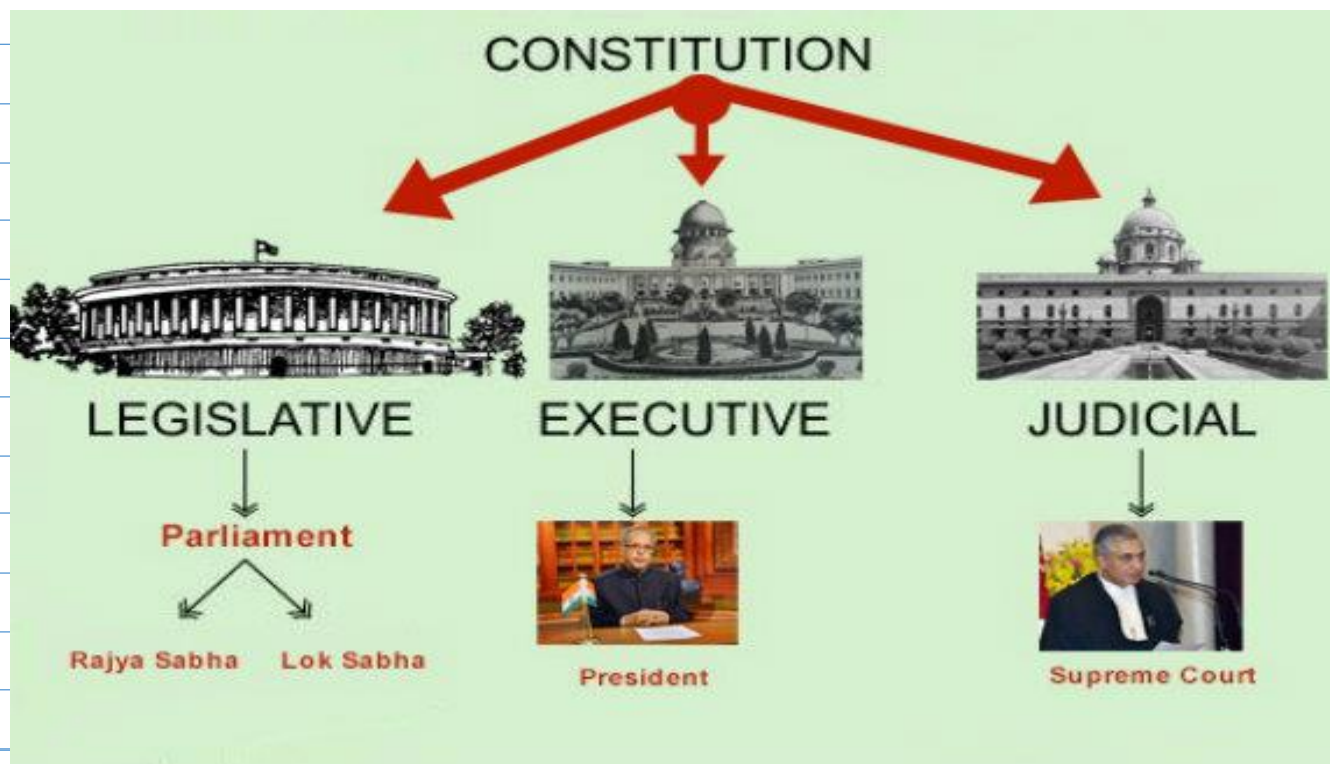 CONSTITUTION
LEGISLATIVE
EXECUTIVE
JUDICIAL
Parliament
Rajya Sabha
Lok Sabha
President
Supreme Court